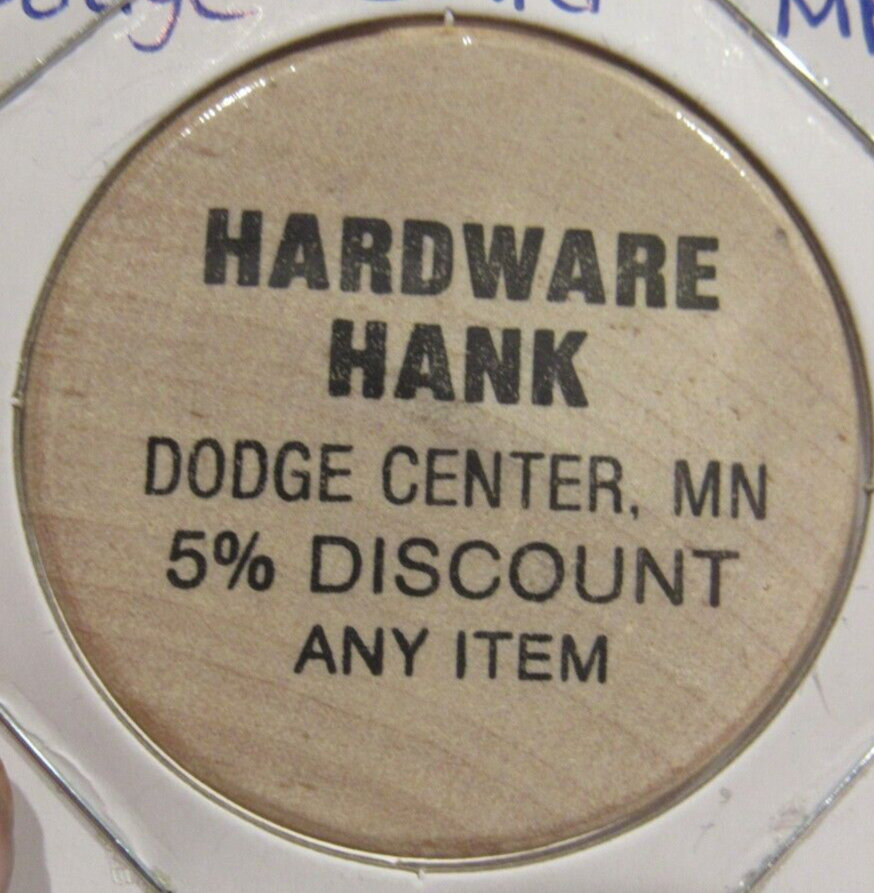 HARDWARE
HANK
DODGE CENTER, MN
5% DISCOUNT
ANY ITEM